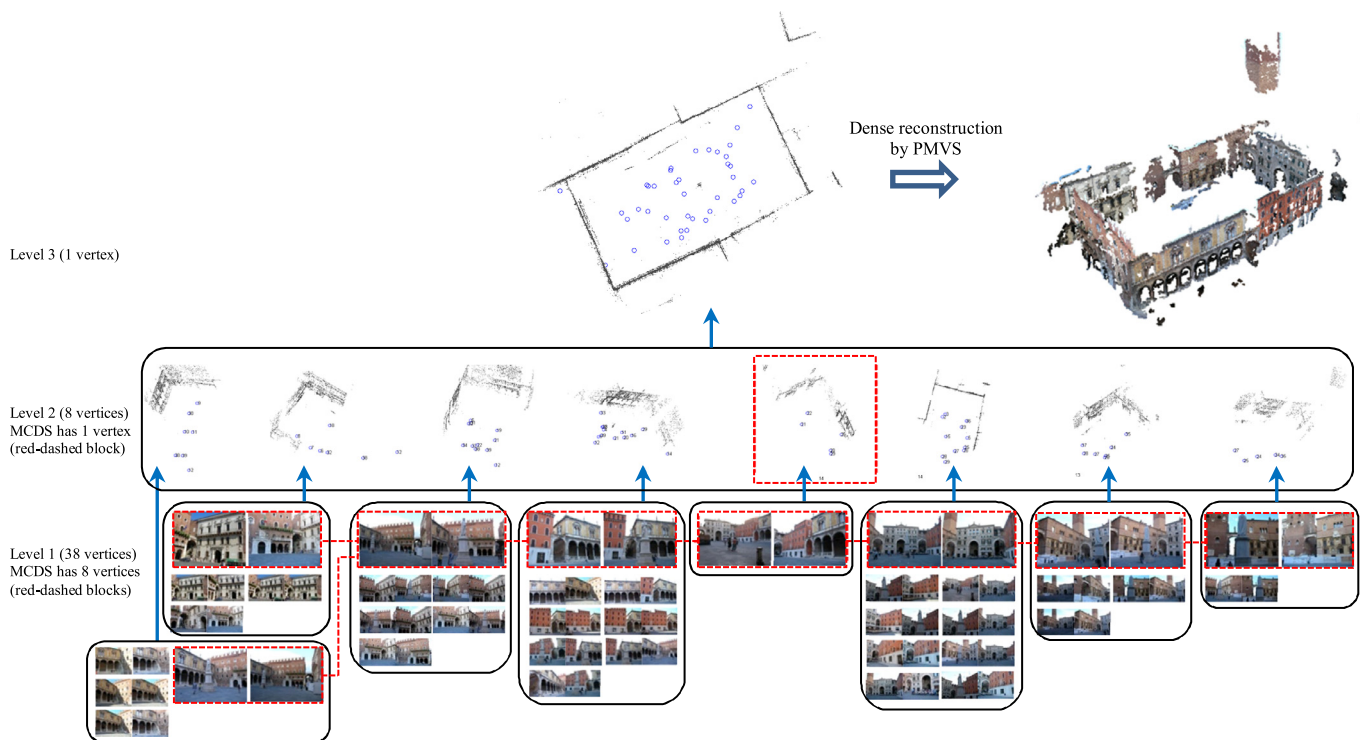 Dense reconstruction
by PMVS
Level 3 (1 vertex)
Level 2 (8 vertices)
MCDS has 1 vertex
(red-dashed block)
Level 1 (38 vertices)
MCDS has 8 vertices
(red-dashed blocks)